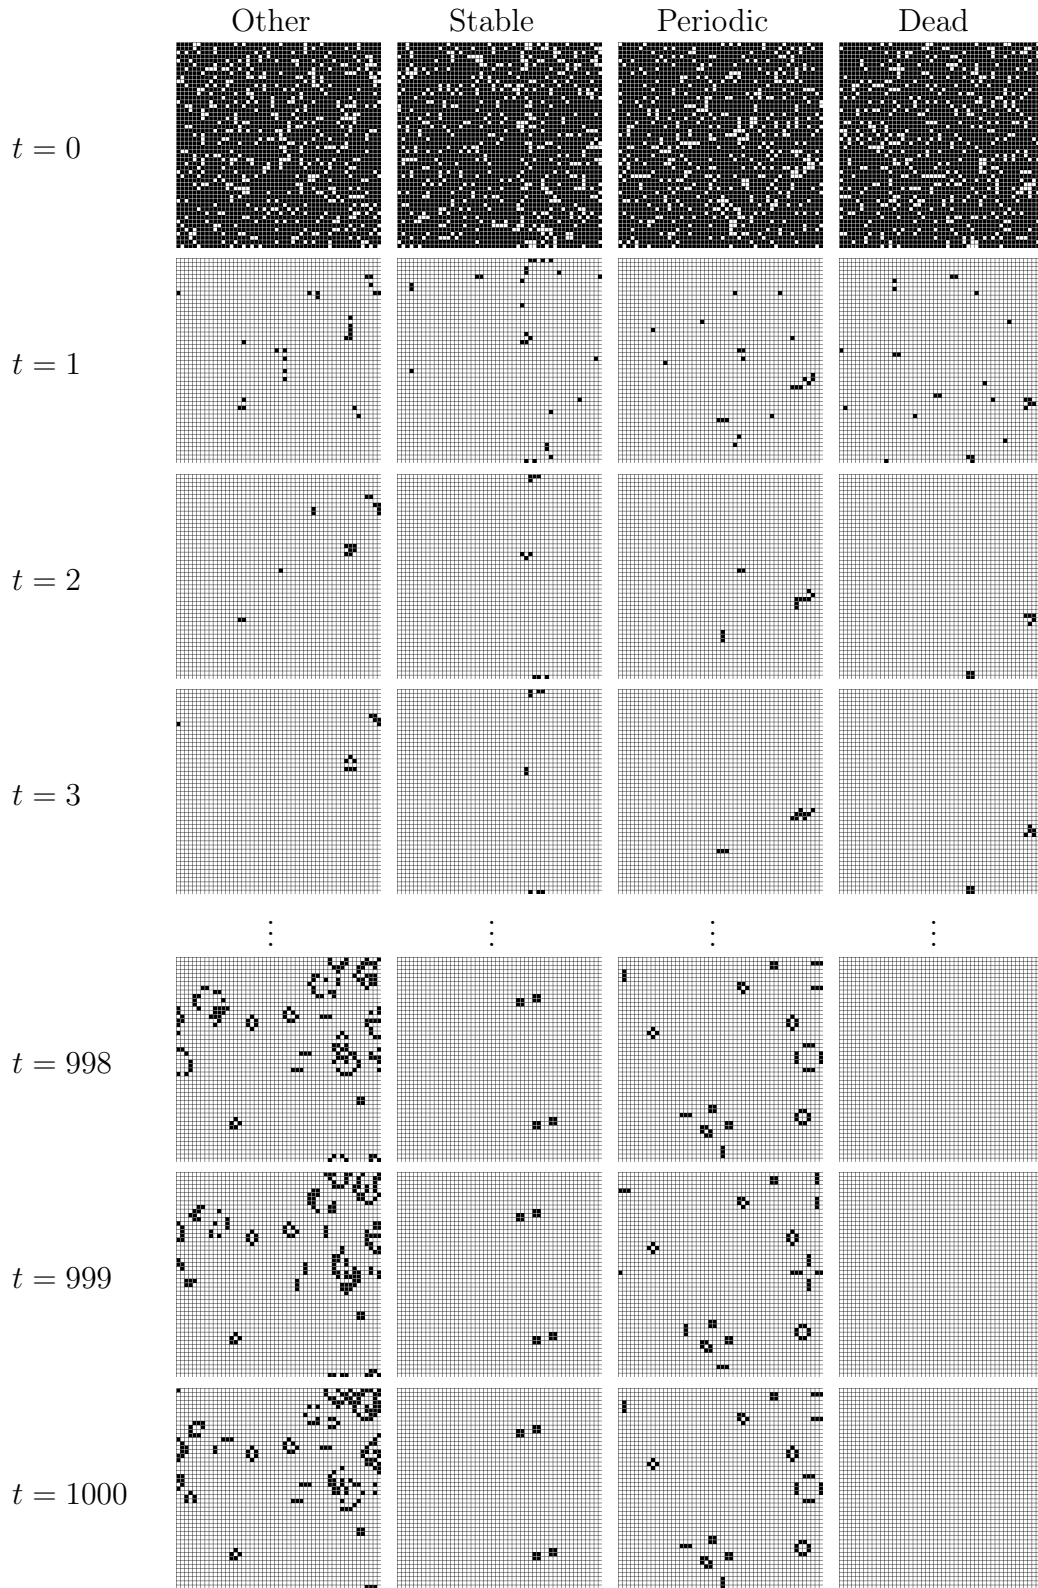 Other Stable Periodic Dead
t = 0
t = 1
t = 2
t = 3
⋮ ⋮ ⋮ ⋮
t = 998
t = 999
t = 1000